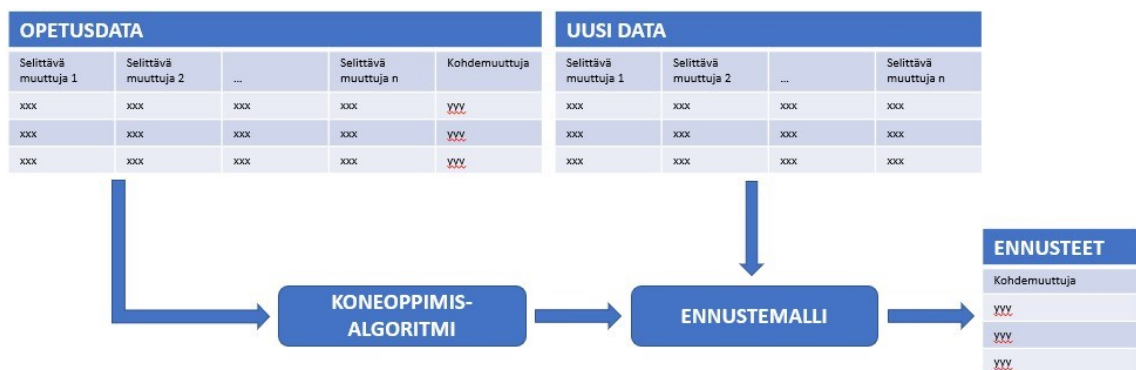 OPETUSDATA
Selittävä muuttuja 1 Selittävä muuttuja 2 ... Selittävä muuttuja n Kohdemuuttuja
xxx xxx xxx xxx yyy
xxx xxx xxx xxx yyy
xxx xxx xxx xxx yyy
UUSI DATA
Selittävä muuttuja 1 Selittävä muuttuja 2 ... Selittävä muuttuja n
xxx xxx xxx xxx
xxx xxx xxx xxx
xxx xxx xxx xxx
KONEOPPIMIS-
ALGORITMI
ENNUSTEMALLI
ENNUSTEET
Kohdemuuttuja
yyy
yyy
yyy